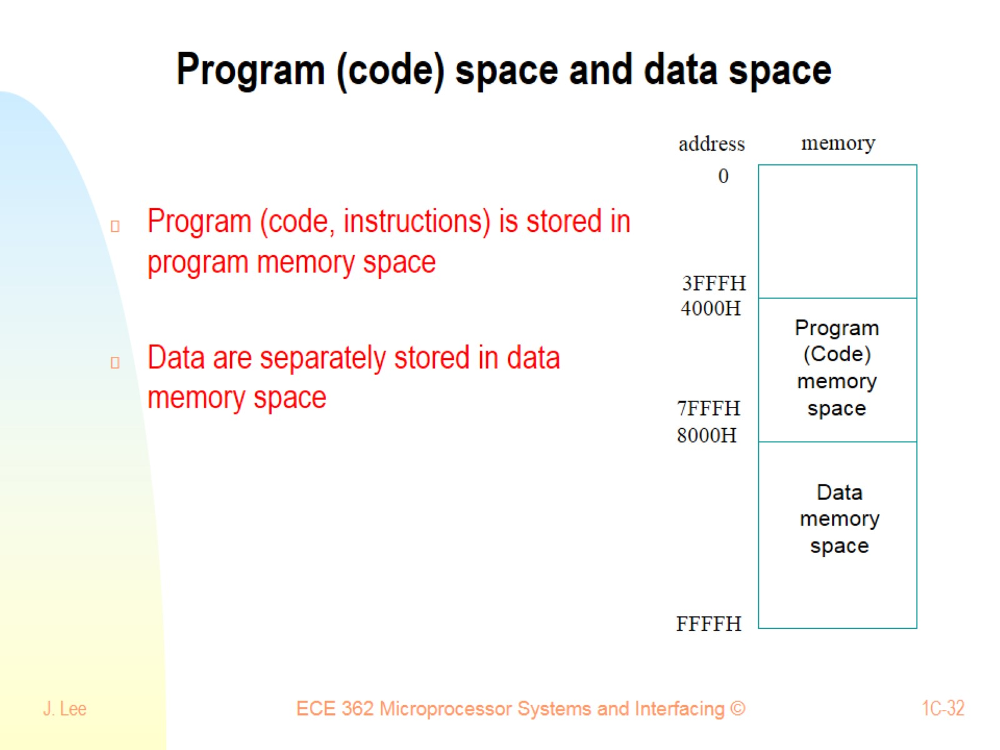 Program (code) space and data space
address memory
0
Program (code, instructions) is stored in
program memory space
3FFFH
4000H
Program
(Code)
memory
space
Data are separately stored in data
memory space
7FFFH
8000H
Data
memory
space
FFFFH
J. Lee ECE 362 Microprocessor Systems and Interfacing © 1C-32